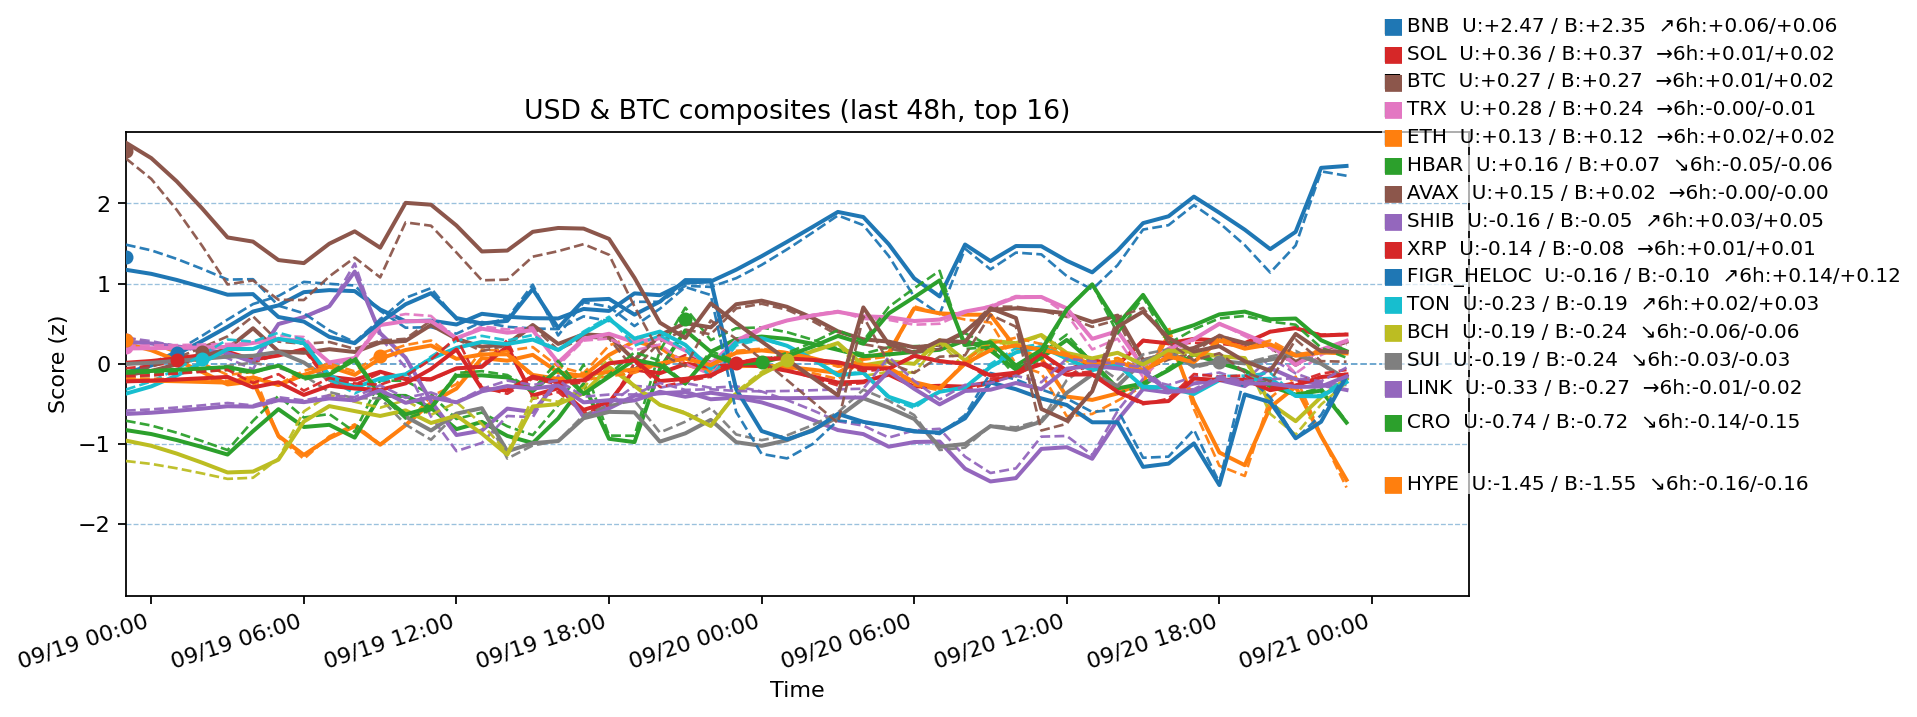 USD & BTC composites (last 48h, top 16)
BNB  U:+2.47 / B:+2.35  ↗6h:+0.06/+0.06
SOL  U:+0.36 / B:+0.37  →6h:+0.01/+0.02
BTC  U:+0.27 / B:+0.27  →6h:+0.01/+0.02
TRX  U:+0.28 / B:+0.24  →6h:-0.00/-0.01
ETH  U:+0.13 / B:+0.12  →6h:+0.02/+0.02
HBAR  U:+0.16 / B:+0.07  ↘6h:-0.05/-0.06
AVAX  U:+0.15 / B:+0.02  →6h:-0.00/-0.00
SHIB  U:-0.16 / B:-0.05  ↗6h:+0.03/+0.05
XRP  U:-0.14 / B:-0.08  →6h:+0.01/+0.01
FIGR_HELOC  U:-0.16 / B:-0.10  ↗6h:+0.14/+0.12
TON  U:-0.23 / B:-0.19  ↗6h:+0.02/+0.03
BCH  U:-0.19 / B:-0.24  ↘6h:-0.06/-0.06
SUI  U:-0.19 / B:-0.24  ↘6h:-0.03/-0.03
LINK  U:-0.33 / B:-0.27  →6h:-0.01/-0.02
CRO  U:-0.74 / B:-0.72  ↘6h:-0.14/-0.15
HYPE  U:-1.45 / B:-1.55  ↘6h:-0.16/-0.16
Score (z)
2
1
0
−1
−2
09/19 00:00
09/19 06:00
09/19 12:00
09/19 18:00
09/20 00:00
09/20 06:00
09/20 12:00
09/20 18:00
09/21 00:00
Time